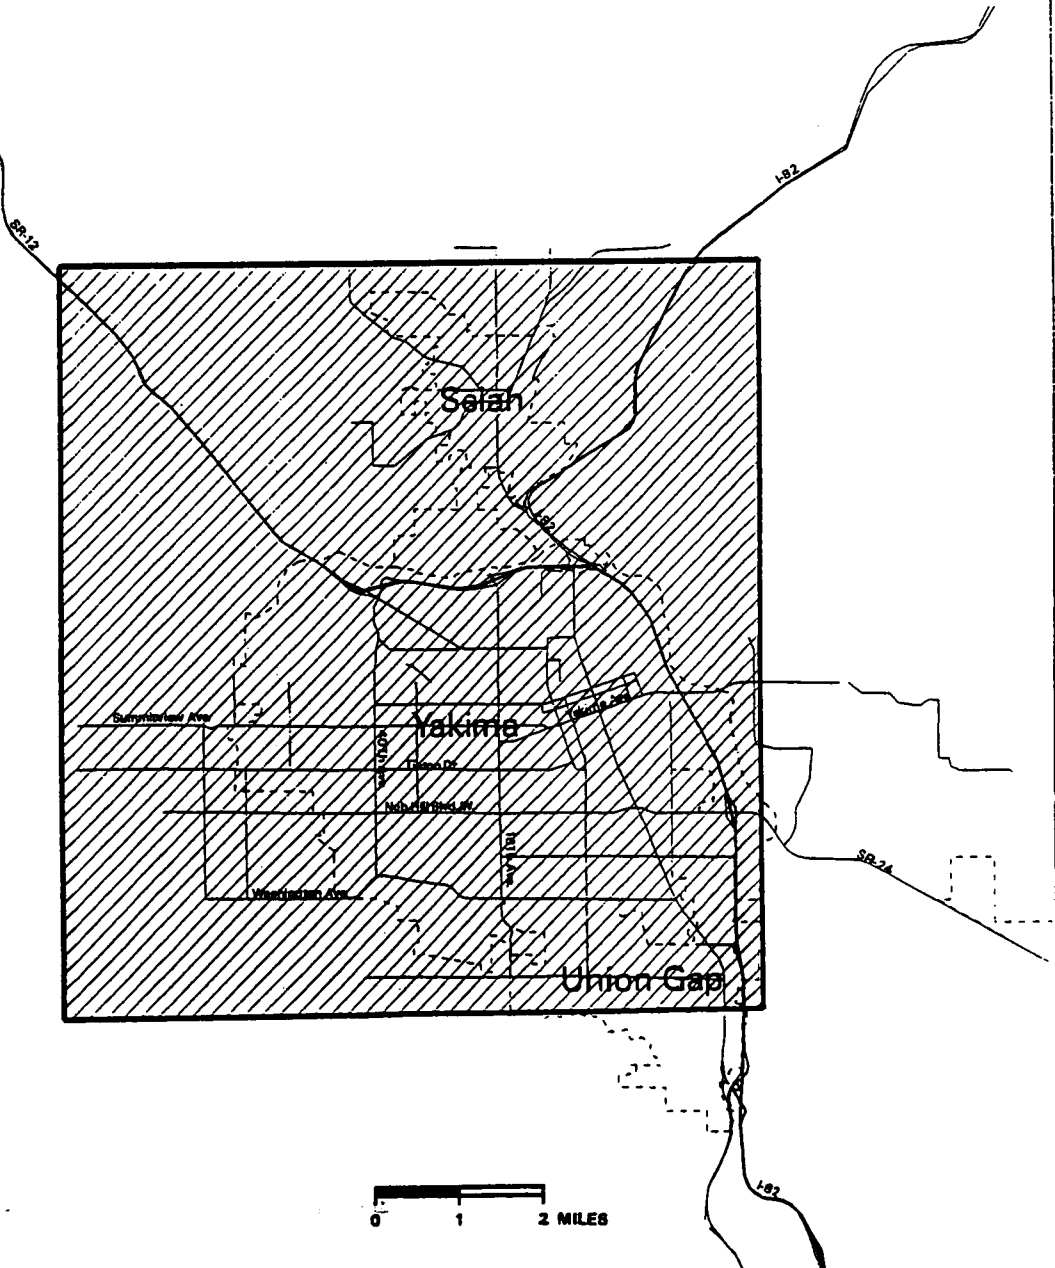 I-82
SR-12
Selah
I-82
Yakima Ave.
Summitview Ave.
Yakima
40th Ave.
Tieton Dr.
Nob Hill Blvd.W.
16th Ave.
SR-24
Washington Ave.
Union Gap
I-82
0 1 2 MILES